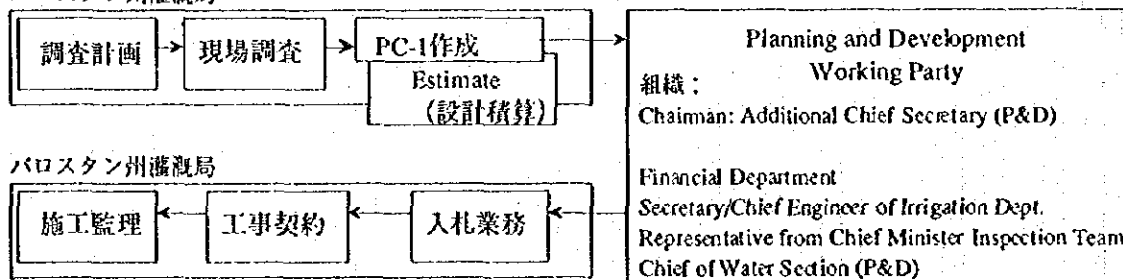 調査計画
現場調査
PC-1作成
Estimate
(設計積算)
Planning and Development
Working Party
組織:
Chairman: Additional Chief Secretary (P&D)
Financial Department
Secretary/Chief Engineer of Irrigation Dept.
Representative from Chief Minister Inspection Team
Chief of Water Section (P&D)
バロスタン州灌漑局
施工監理
工事契約
入札業務